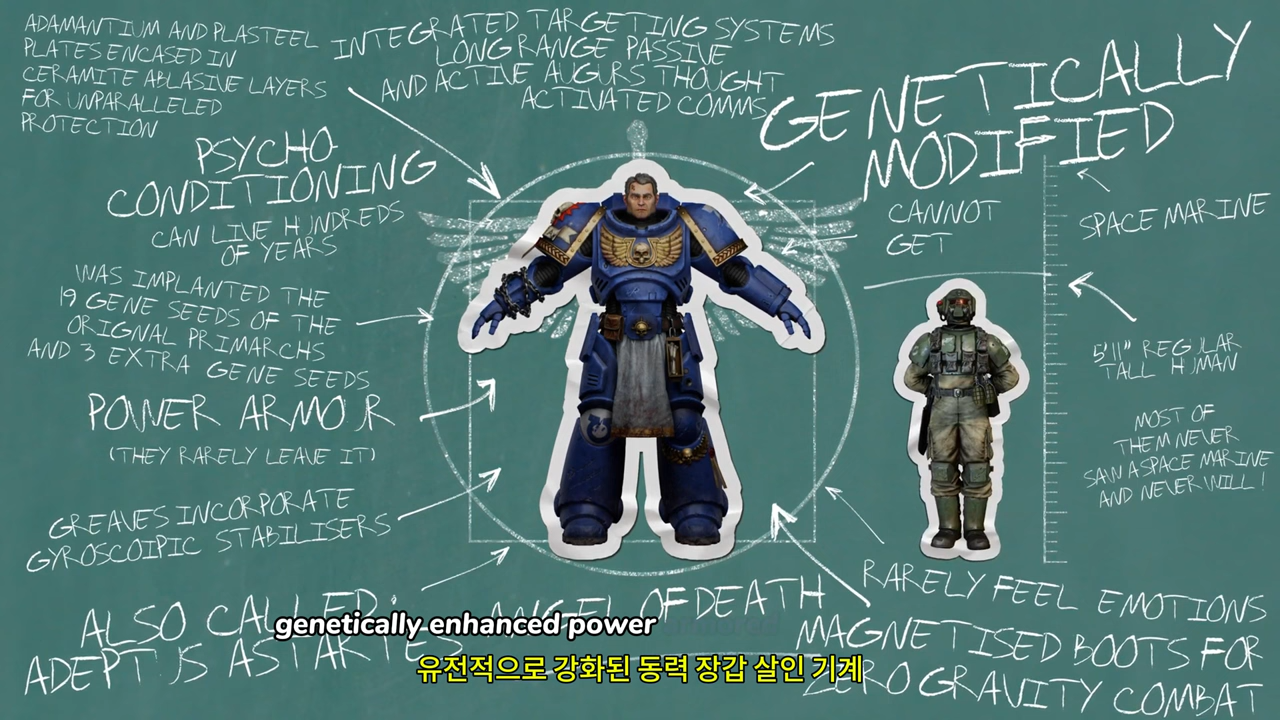 ADAMANTIUM AND PLASTEEL
PLATES ENCASED IN
CERAMITE ABLASIVE LAYERS
FOR UNPARALLELED
PROTECTION
INTEGRATED TARGETING SYSTEMS
LONG RANGE PASSIVE
AND ACTIVE AUGURS THOUGHT
ACTIVATED COMMS
GENETICALLY
MODIFIED
PSYCHO
CONDITIONING
CAN LIVE HUNDREDS
OF YEARS
WAS IMPLANTED THE
19 GENE SEEDS OF THE
ORIGNAL PRIMARCHS
AND 3 EXTRA GENE SEEDS
POWER ARMOUR
(THEY RARELY LEAVE IT)
GREAVES INCORPORATE
GYROSCOIPIC STABILISERS
CANNOT
GET
SPACE MARINE
5'11" REGULAR
TALL HUMAN
MOST OF
THEM NEVER
SAW A SPACE MARINE
AND NEVER WILL!
ALSO CALLED:
ADEPTUS ASTARTES
ANGEL OF DEATH
RARELY FEEL EMOTIONS
MAGNETISED BOOTS FOR
ZERO GRAVITY COMBAT
genetically enhanced power armored
유전적으로 강화된 동력 장갑 살인 기계